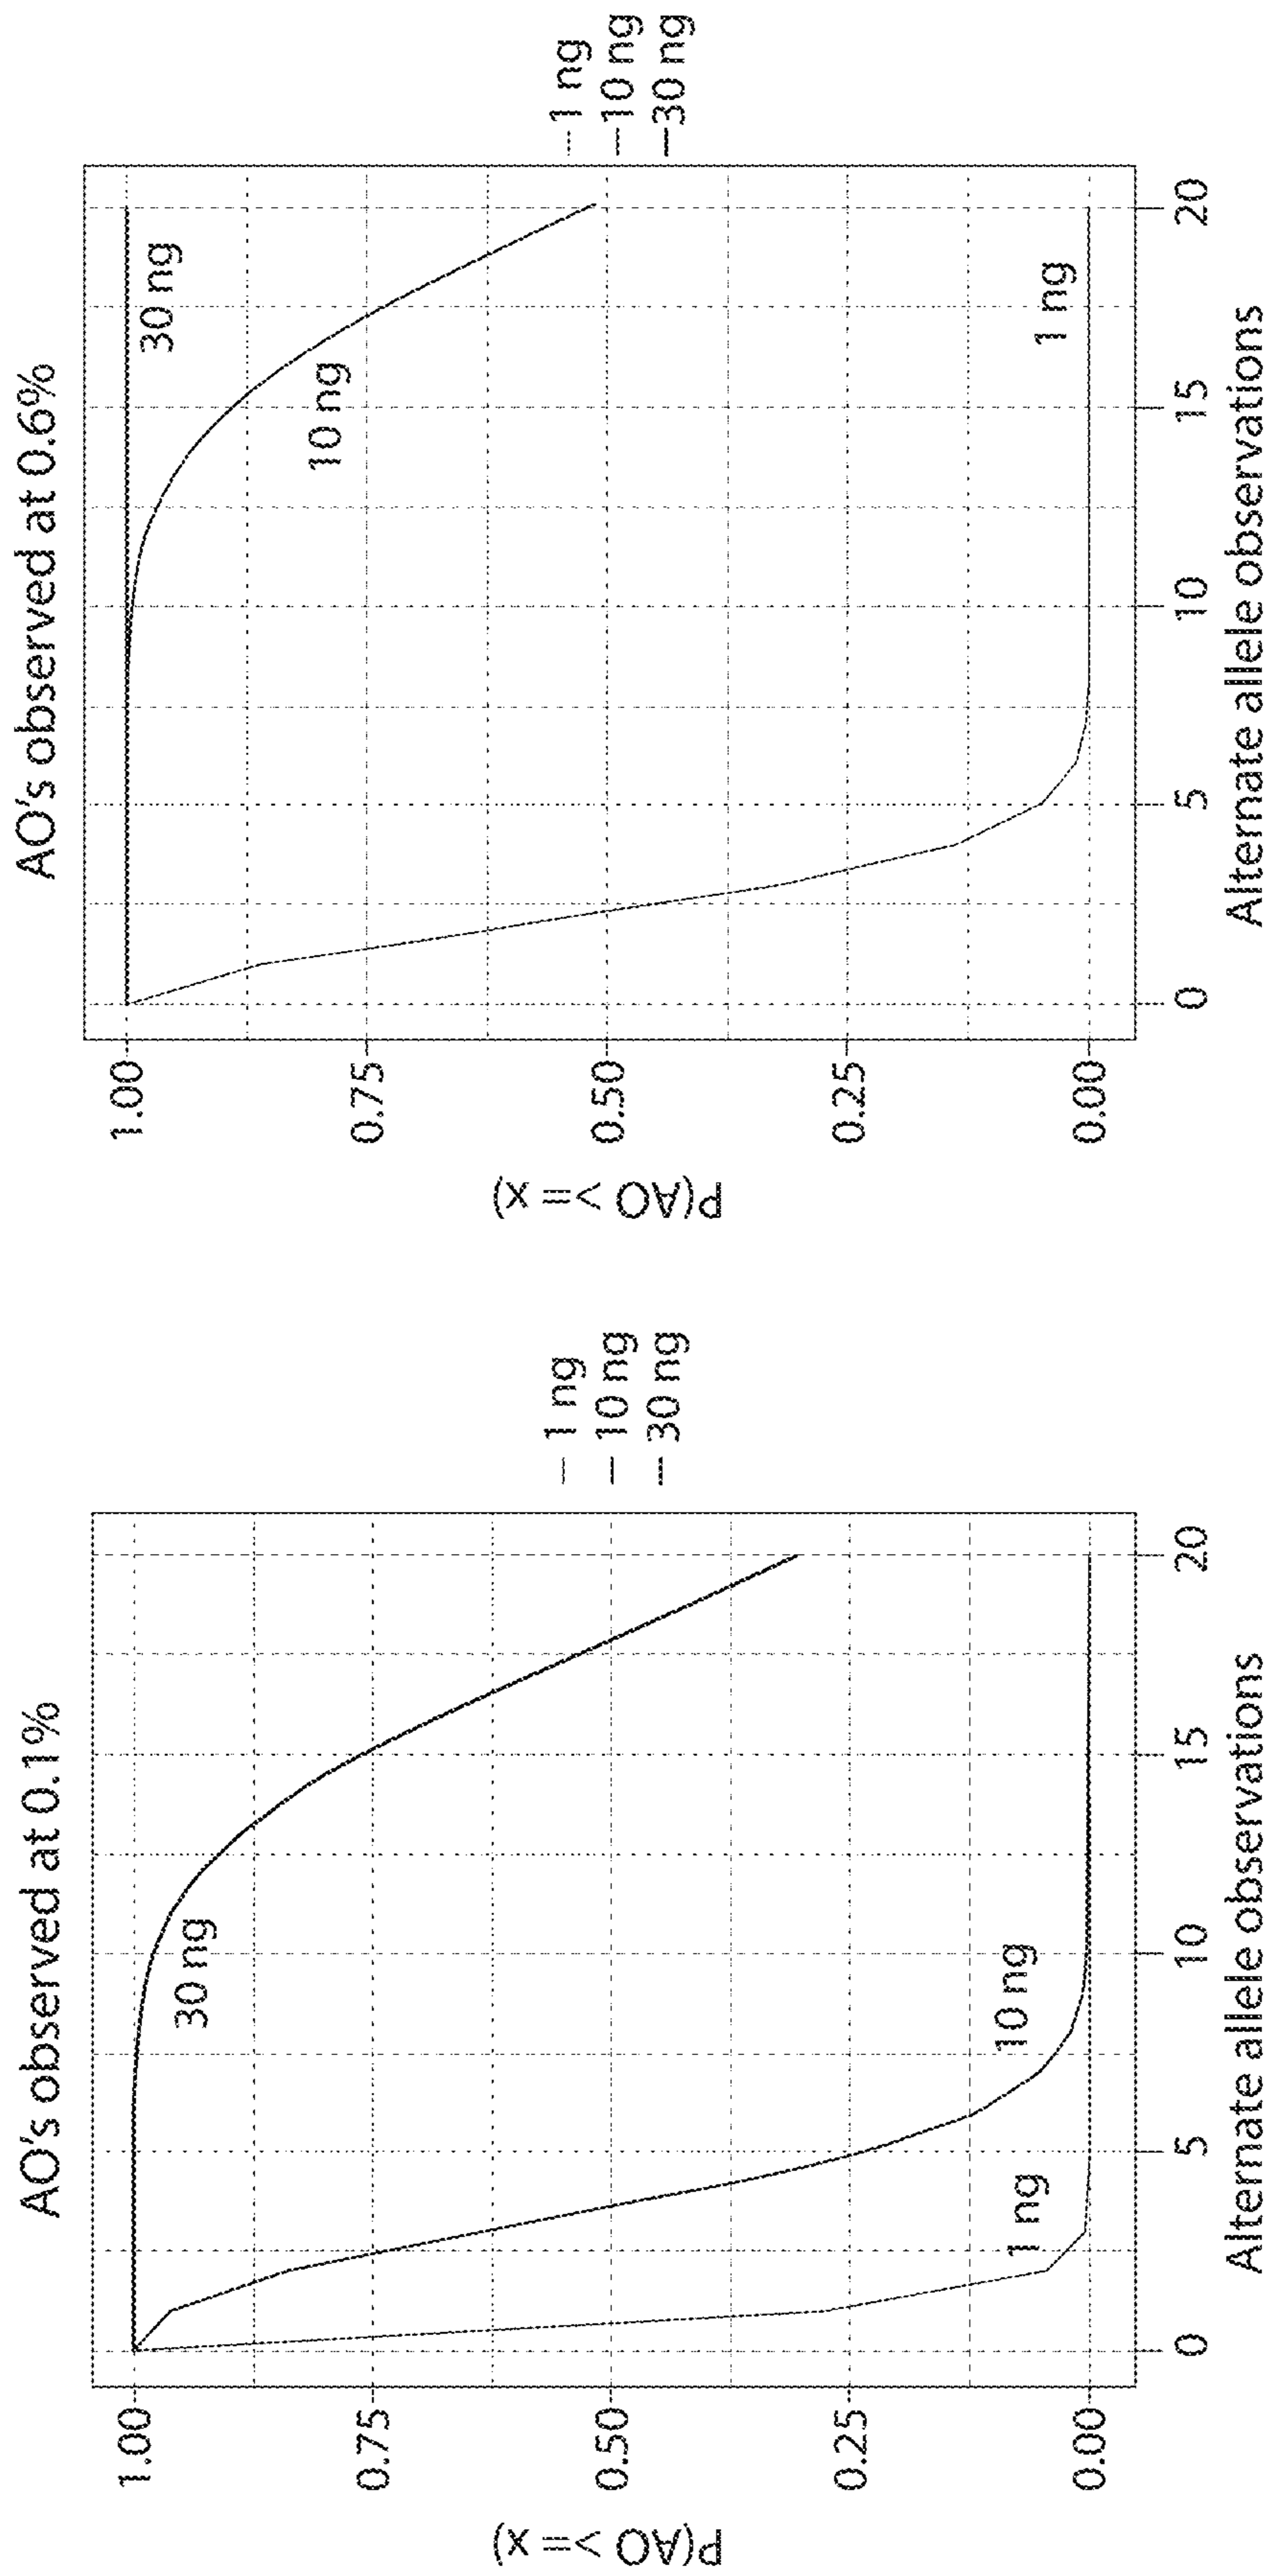 AO's observed at 0.1%
P(AO >= x)
1.00
0.75
0.50
0.25
0.00
30 ng
10 ng
1 ng
0
5
10
15
20
Alternate allele observations
1 ng
10 ng
30 ng
AO's observed at 0.6%
P(AO >= x)
1.00
0.75
0.50
0.25
0.00
30 ng
10 ng
1 ng
0
5
10
15
20
Alternate allele observations
1 ng
10 ng
30 ng